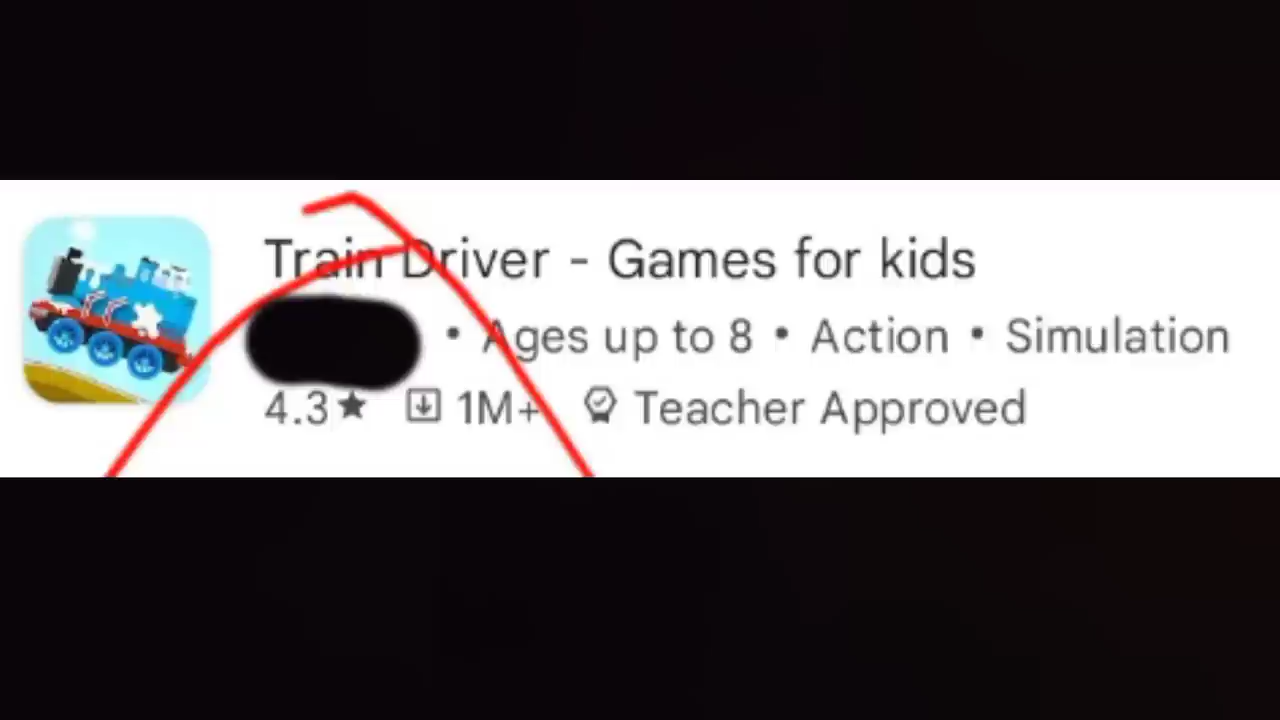 Train Driver - Games for kids
• Ages up to 8 • Action • Simulation
4.3★ 1M+ Teacher Approved